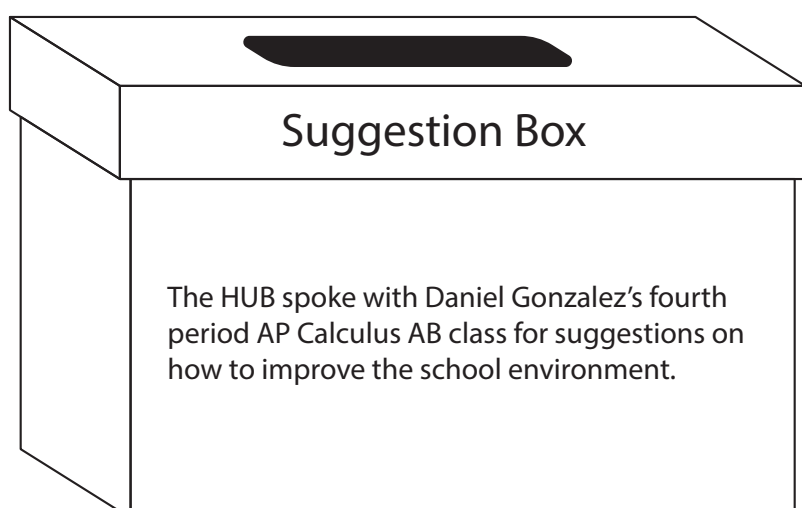 Suggestion Box
The HUB spoke with Daniel Gonzalez’s fourth
period AP Calculus AB class for suggestions on
how to improve the school environment.